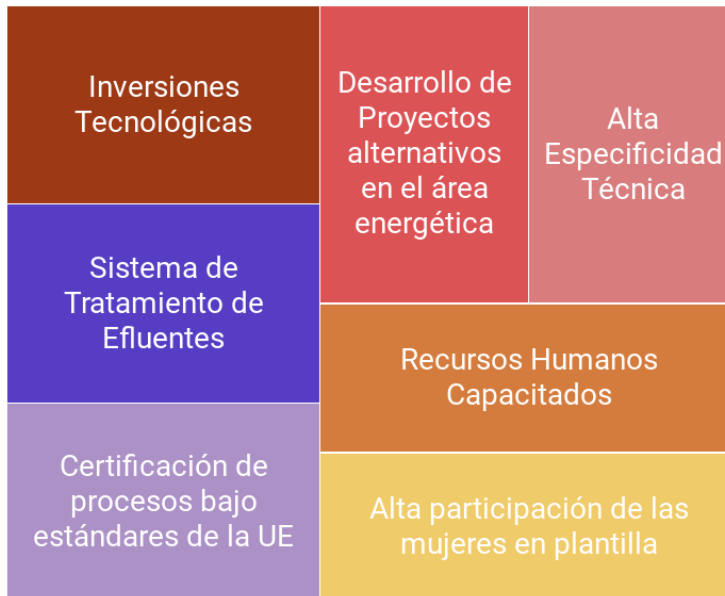 Inversiones
Tecnológicas
Sistema de
Tratamiento de
Efluentes
Certificación de
procesos bajo
estándares de la UE
Desarrollo de
Proyectos
alternativos
en el área
energética
Alta
Especificidad
Técnica
Recursos Humanos
Capacitados
Alta participación de las
mujeres en plantilla